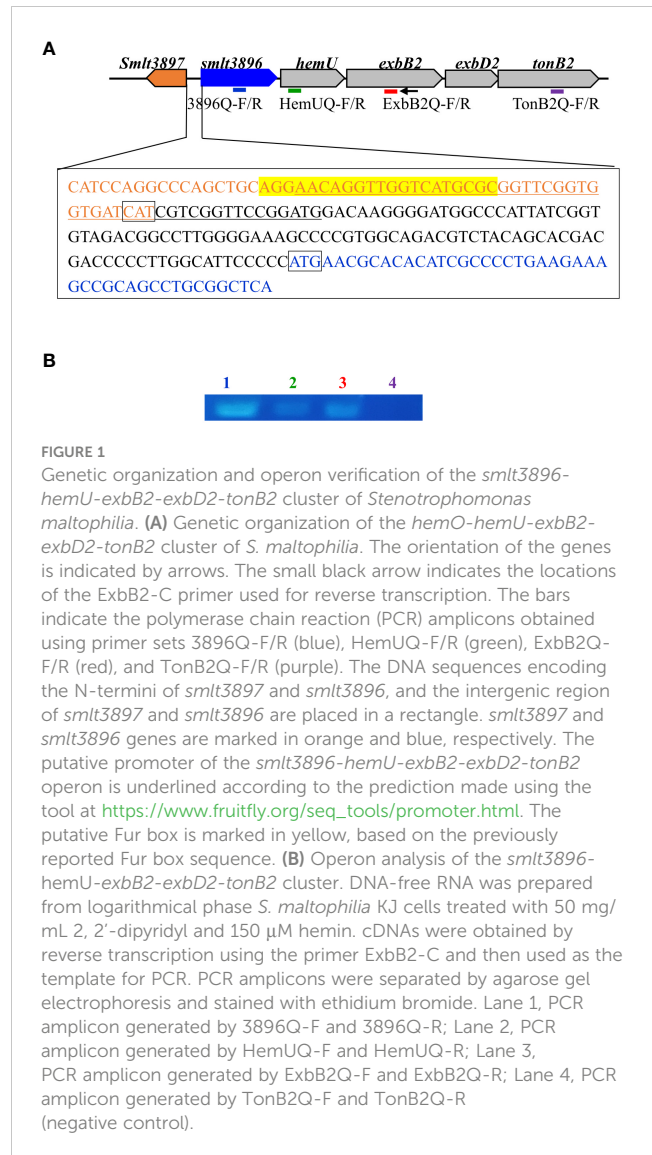 A
Smlt3897 smlt3896 hemU exbB2 exbD2 tonB2
3896Q-F/R HemUQ-F/R ExbB2Q-F/R TonB2Q-F/R
CATCCAGGCCCAGCTGCAGGAACAGGTTGGTCATGCGCGGTTCGGTG
GTGATCATCGTCGGTTCCGGATGGACAAGGGGATGGCCCATTATCGGT
GTAGACGGCCTTGGGGAAAGCCCCGTGGCAGACGTCTACAGCACGAC
GACCCCCTTGGCATTCCCCCATGAACGCACACATCGCCCCTGAAGAAA
GCCGCAGCCTGCGGCTCA
B
1 2 3 4
FIGURE 1
Genetic organization and operon verification of the smlt3896-
hemU-exbB2-exbD2-tonB2 cluster of Stenotrophomonas
maltophilia. (A) Genetic organization of the hemO-hemU-exbB2-
exbD2-tonB2 cluster of S. maltophilia. The orientation of the genes
is indicated by arrows. The small black arrow indicates the locations
of the ExbB2-C primer used for reverse transcription. The bars
indicate the polymerase chain reaction (PCR) amplicons obtained
using primer sets 3896Q-F/R (blue), HemUQ-F/R (green), ExbB2Q-
F/R (red), and TonB2Q-F/R (purple). The DNA sequences encoding
the N-termini of smlt3897 and smlt3896, and the intergenic region
of smlt3897 and smlt3896 are placed in a rectangle. smlt3897 and
smlt3896 genes are marked in orange and blue, respectively. The
putative promoter of the smlt3896-hemU-exbB2-exbD2-tonB2
operon is underlined according to the prediction made using the
tool at https://www.fruitfly.org/seq_tools/promoter.html. The
putative Fur box is marked in yellow, based on the previously
reported Fur box sequence. (B) Operon analysis of the smlt3896-
hemU-exbB2-exbD2-tonB2 cluster. DNA-free RNA was prepared
from logarithmical phase S. maltophilia KJ cells treated with 50 mg/
mL 2, 2'-dipyridyl and 150 μM hemin. cDNAs were obtained by
reverse transcription using the primer ExbB2-C and then used as the
template for PCR. PCR amplicons were separated by agarose gel
electrophoresis and stained with ethidium bromide. Lane 1, PCR
amplicon generated by 3896Q-F and 3896Q-R; Lane 2, PCR
amplicon generated by HemUQ-F and HemUQ-R; Lane 3,
PCR amplicon generated by ExbB2Q-F and ExbB2Q-R; Lane 4, PCR
amplicon generated by TonB2Q-F and TonB2Q-R
(negative control).